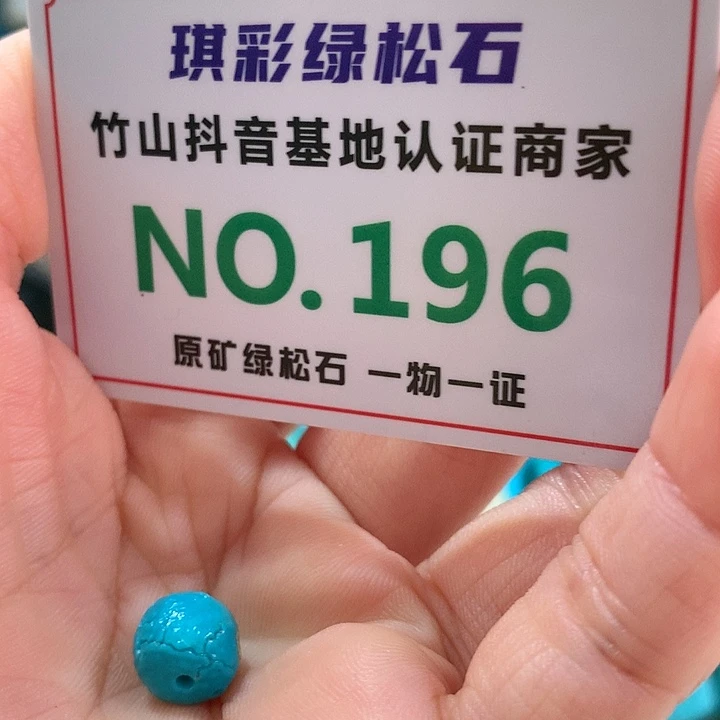 琪彩绿松石
竹山抖音基地认证商家
NO.196
原矿绿松石 一物一证